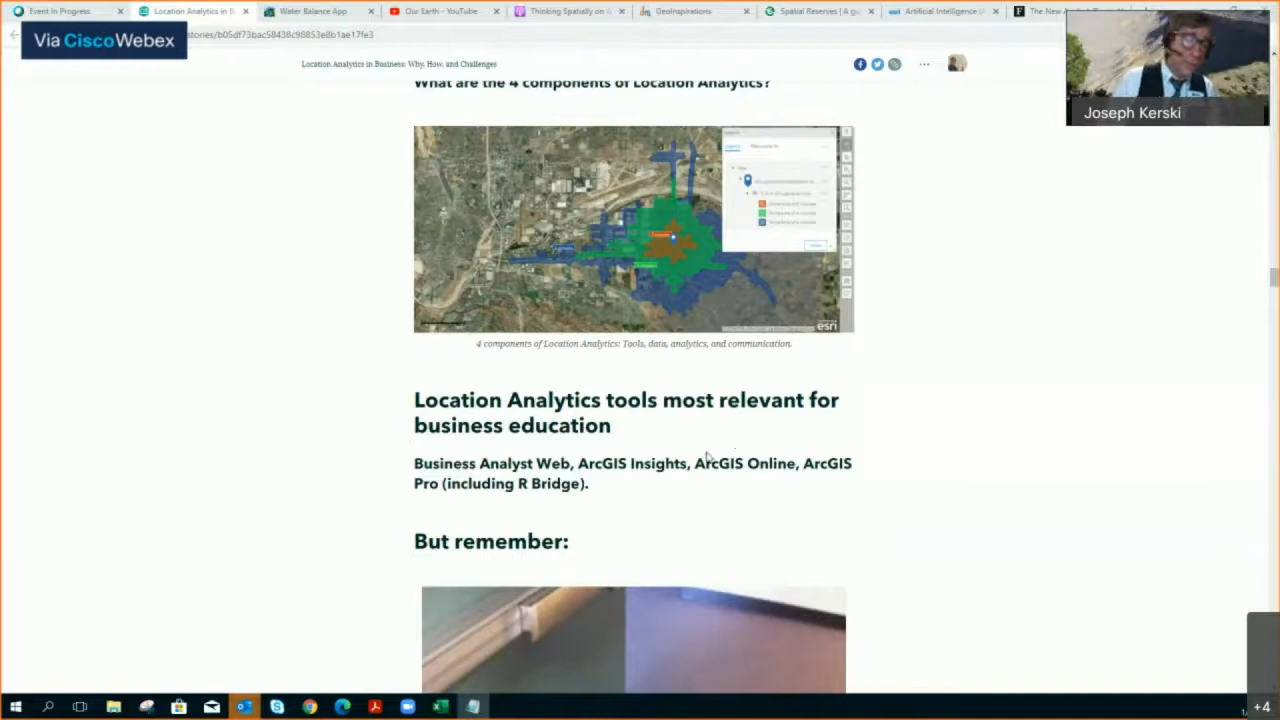 Event In Progress
Location Analytics in B
Water Balance App
Our Earth - YouTube
Thinking Spatially on A
GeoInspirations
Spatial Reserves | A gu
Artificial Intelligence (A
Via Cisco Webex
stories/b05df73bac58438c98853e8b1ae17fe3
Location Analytics in Business: Why, How, and Challenges
Joseph Kerski
What are the 4 components of Location Analytics?
esri
4 components of Location Analytics: Tools, data, analytics, and communication.
Location Analytics tools most relevant for
business education
Business Analyst Web, ArcGIS Insights, ArcGIS Online, ArcGIS
Pro (including R Bridge).
But remember:
+4